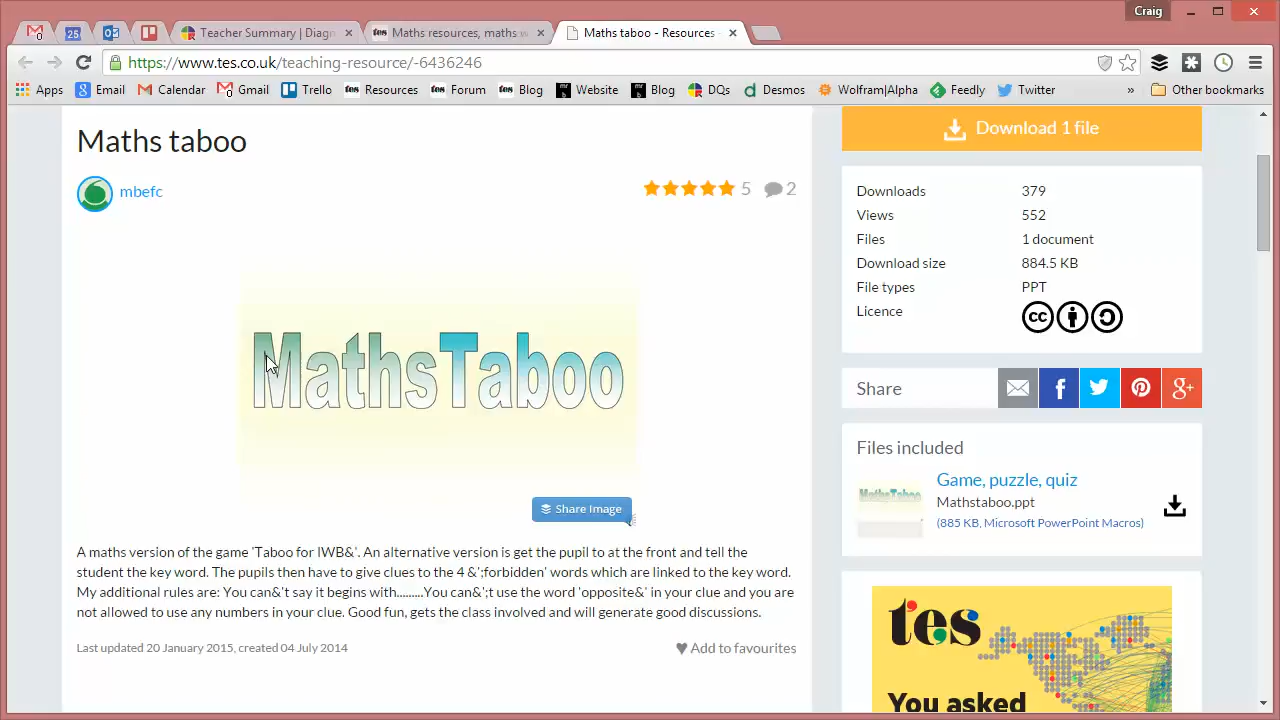 Craig
25
Teacher Summary | Diagn
tes Maths resources, maths w
Maths taboo - Resources
https://www.tes.co.uk/teaching-resource/-6436246
Apps
Email
Calendar
Gmail
Trello
tes Resources
tes Forum
tes Blog
Website
Blog
DQs
Desmos
Wolfram|Alpha
Feedly
Twitter
»
Other bookmarks
Maths taboo
mbefc
5
2
MathsTaboo
Share Image
A maths version of the game 'Taboo for IWB&'. An alternative version is get the pupil to at the front and tell the
student the key word. The pupils then have to give clues to the 4 &';forbidden' words which are linked to the key word.
My additional rules are: You can&'t say it begins with.........You can&';t use the word 'opposite&' in your clue and you are
not allowed to use any numbers in your clue. Good fun, gets the class involved and will generate good discussions.
Last updated 20 January 2015, created 04 July 2014
Add to favourites
Download 1 file
Downloads 379
Views 552
Files 1 document
Download size 884.5 KB
File types PPT
Licence
cc
Share
Files included
MathsTaboo
Game, puzzle, quiz
Mathstaboo.ppt
(885 KB, Microsoft PowerPoint Macros)
tes
You asked